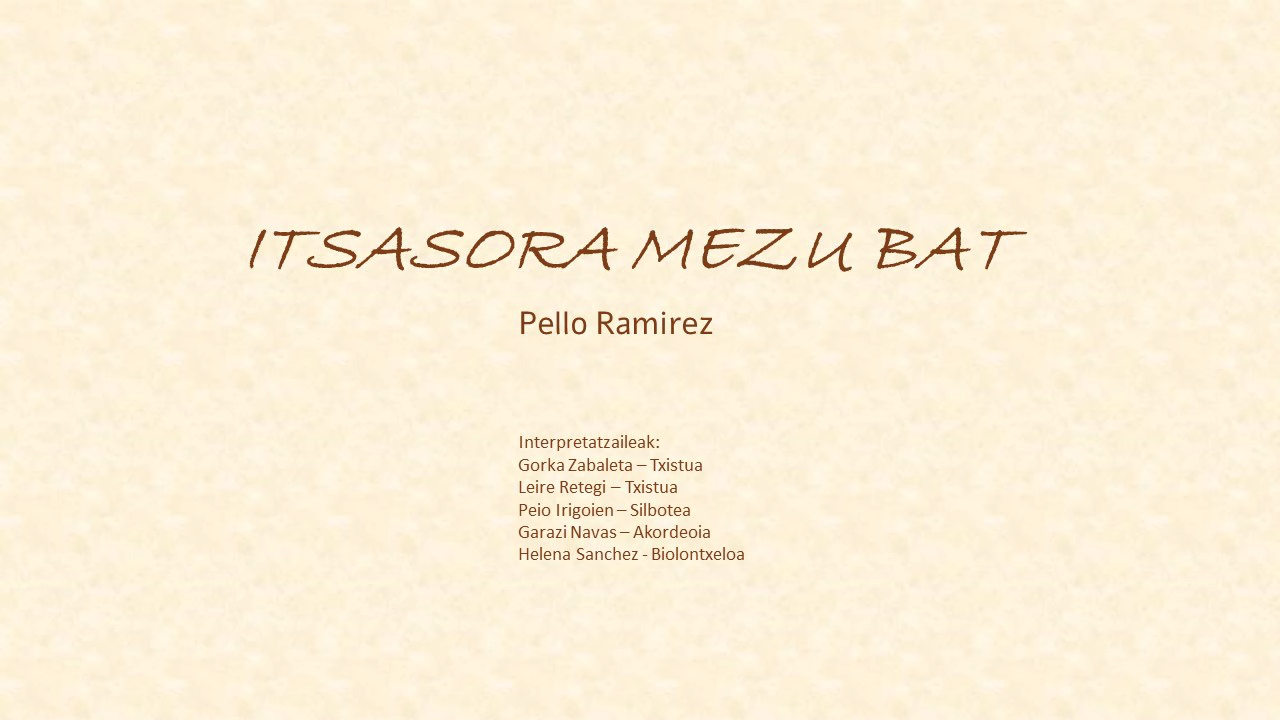 ITSASORA MEZU BAT
Pello Ramirez
Interpretatzaileak:
Gorka Zabaleta – Txistua
Leire Retegi – Txistua
Peio Irigoien – Silbotea
Garazi Navas – Akordeoia
Helena Sanchez - Biolontxeloa